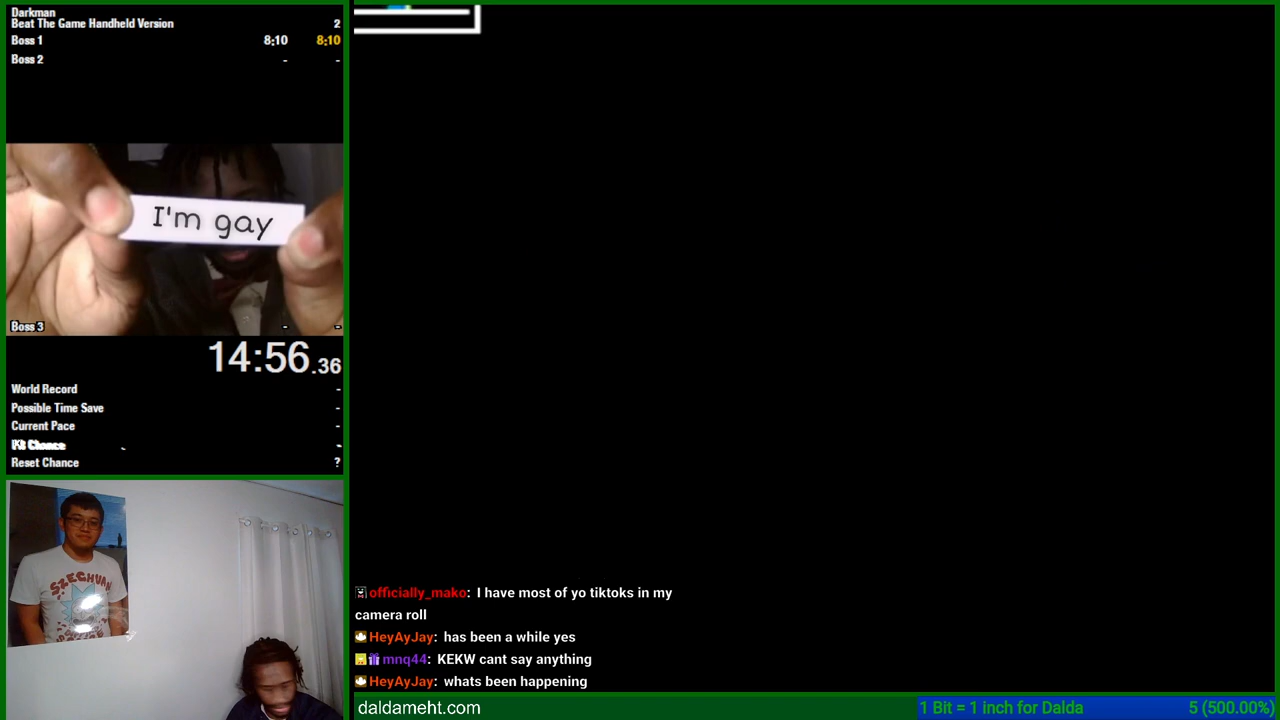 Darkman
Beat The Game Handheld Version 2
Boss 1 8:10 8:10
Boss 2 - -
I'm gay
Boss 3 - -
14:56.36
World Record -
Possible Time Save -
Current Pace -
Chance - -
Reset Chance ?
SZECHUAN
officially_mako: I have most of yo tiktoks in my
camera roll
HeyAyJay: has been a while yes
mnq44: KEKW cant say anything
HeyAyJay: whats been happening
daldameht.com
1 Bit = 1 inch for Dalda 5 (500.00%)